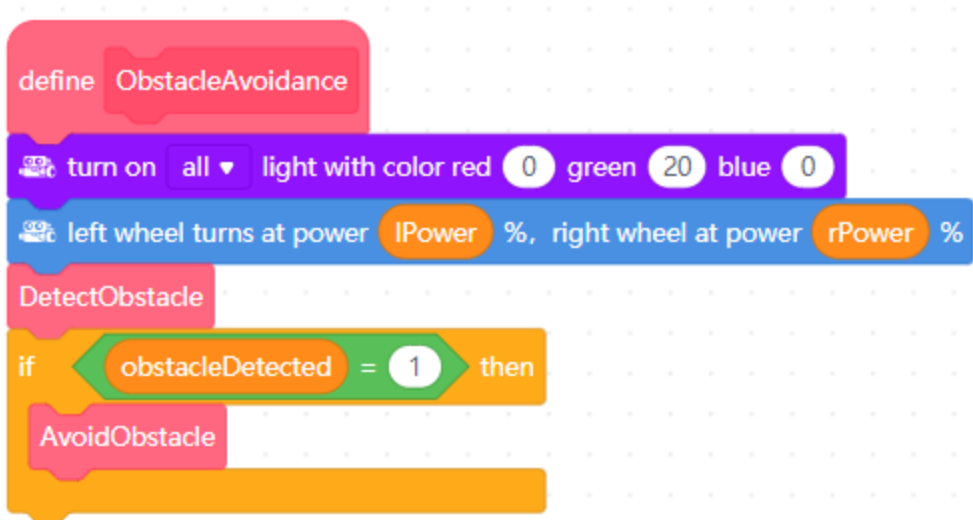 define ObstacleAvoidance
turn on all ▾ light with color red 0 green 20 blue 0
left wheel turns at power lPower %, right wheel at power rPower %
DetectObstacle
if obstacleDetected = 1 then
AvoidObstacle